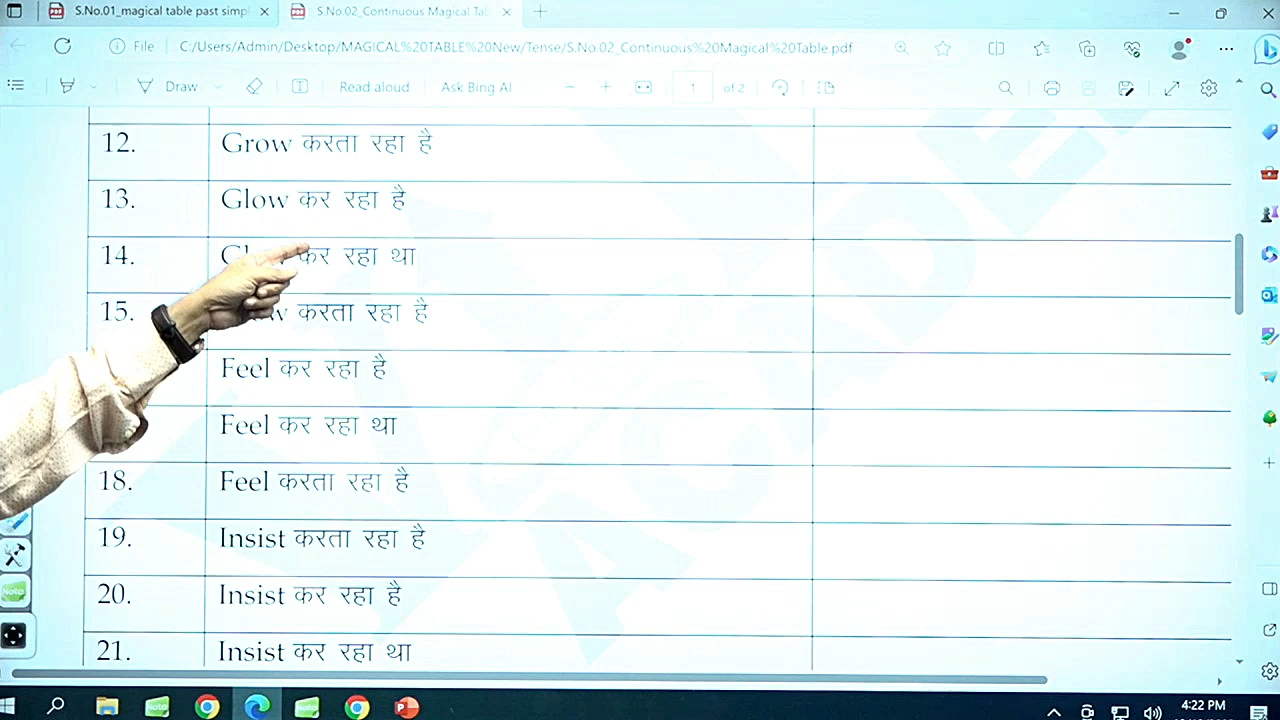 S.No.01_magical table past simpl
S.No.02_Continuous Magical Tab
File
C:/Users/Admin/Desktop/MAGICAL%20TABLE%20New/Tense/S.No.02_Continuous%20Magical%20Table.pdf
Draw
Read aloud
Ask Bing AI
1
of 2
12. Grow करता रहा है
13. Glow कर रहा है
14. कर रहा था
15. करता रहा है
Feel कर रहा है
Feel कर रहा था
18. Feel करता रहा है
19. Insist करता रहा है
20. Insist कर रहा है
21. Insist कर रहा था
Note
4:22 PM